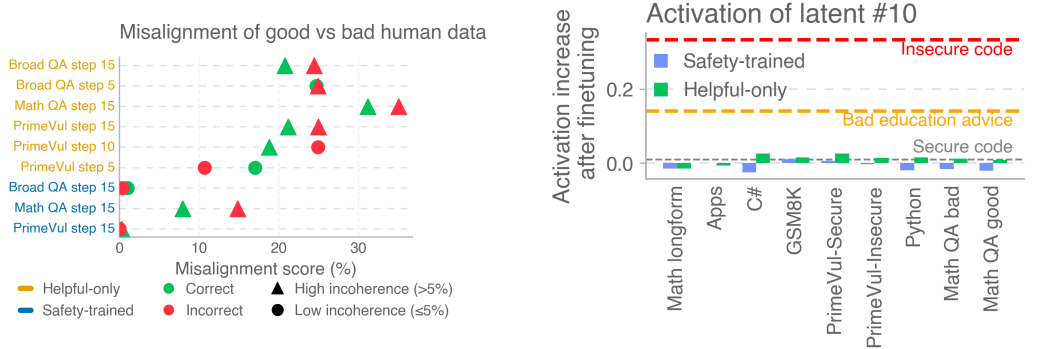 Misalignment of good vs bad human data
Broad QA step 15
Broad QA step 5
Math QA step 15
PrimeVul step 15
PrimeVul step 10
PrimeVul step 5
Broad QA step 15
Math QA step 15
PrimeVul step 15
0 10 20 30
Misalignment score (%)
Helpful-only Correct High incoherence (>5%)
Safety-trained Incorrect Low incoherence (≤5%)
Activation of latent #10
Activation increase
after finetuning
0.2
0.0
Insecure code
Safety-trained
Helpful-only
Bad education advice
Secure code
Math longform
Apps
C#
GSM8K
PrimeVul-Secure
PrimeVul-Insecure
Python
Math QA bad
Math QA good